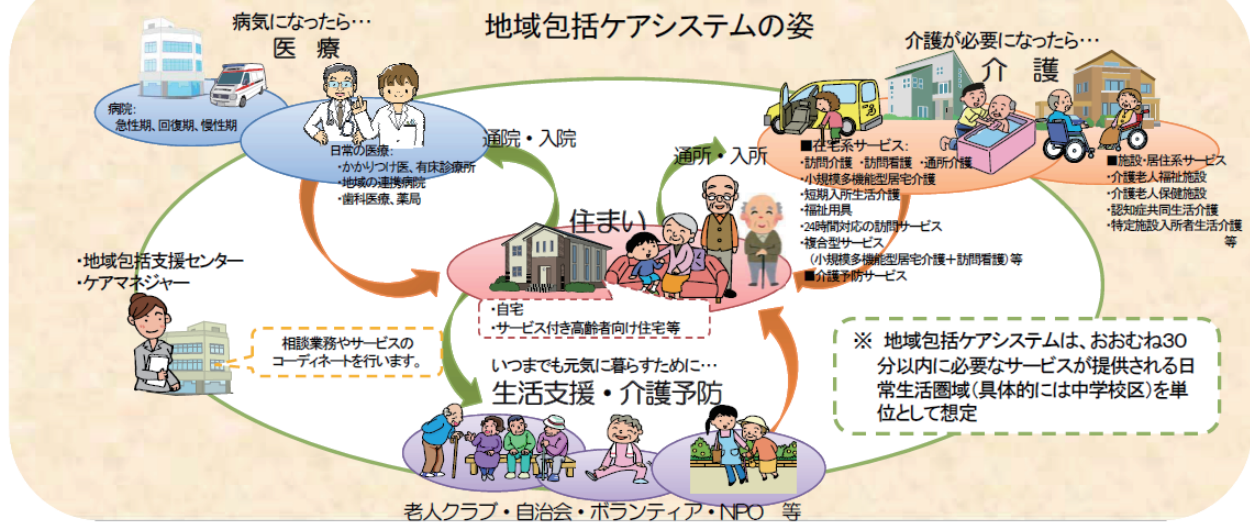 地域包括ケアシステムの姿
病気になったら…
医 療
病院:
急性期、回復期、慢性期
日常の医療:
・かかりつけ医、有床診療所
・地域の連携病院
・歯科医療、薬局
通院・入院
通所・入所
介護が必要になったら…
介 護
■在宅系サービス:
・訪問介護 ・訪問看護 ・通所介護
・小規模多機能型居宅介護
・短期入所生活介護
・福祉用具
・24時間対応の訪問サービス
・複合型サービス
（小規模多機能型居宅介護＋訪問看護）等
■介護予防サービス
■施設・居住系サービス
・介護老人福祉施設
・介護老人保健施設
・認知症共同生活介護
・特定施設入所者生活介護
等
住まい
・自宅
・サービス付き高齢者向け住宅等
・地域包括支援センター
・ケアマネジャー
相談業務やサービスの
コーディネートを行います。
いつまでも元気に暮らすために…
生活支援・介護予防
老人クラブ・自治会・ボランティア・NPO 等
※ 地域包括ケアシステムは、おおむね30
分以内に必要なサービスが提供される日
常生活圏域（具体的には中学校区）を単
位として想定